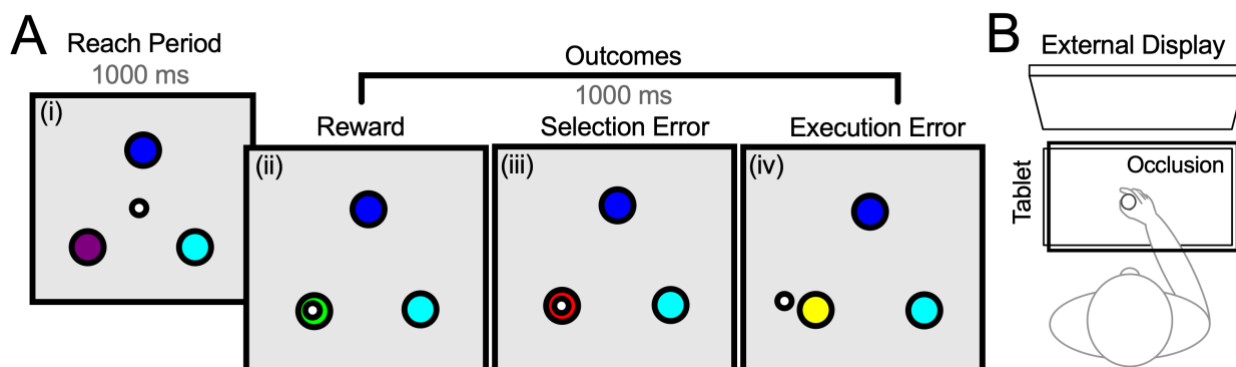 A
Reach Period
1000 ms
(i)
Outcomes
1000 ms
Reward
Selection Error
Execution Error
(ii)
(iii)
(iv)
B
External Display
Tablet
Occlusion